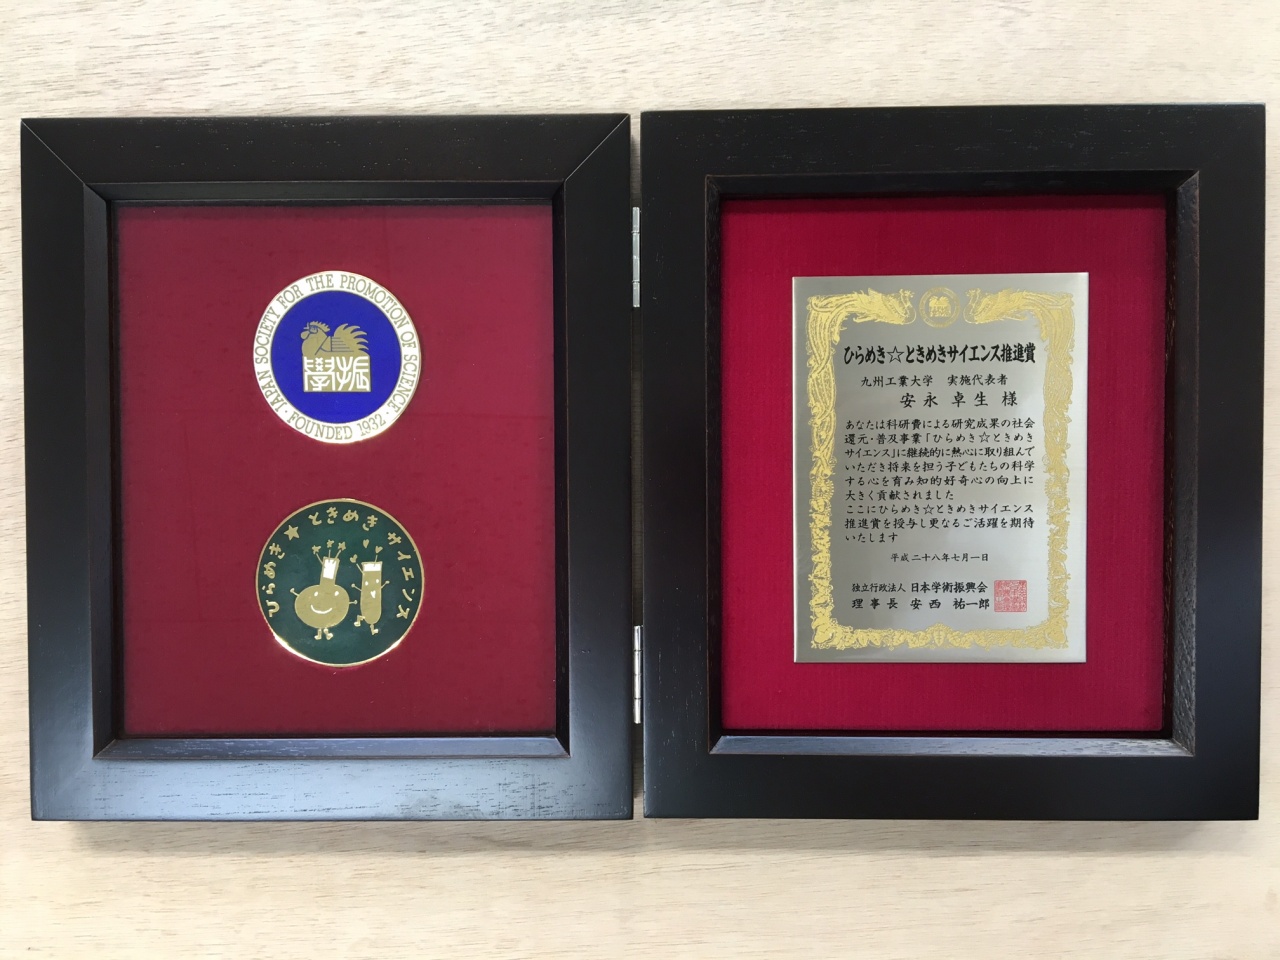 JAPAN SOCIETY FOR THE PROMOTION OF SCIENCE
・FOUNDED 1932・
學振
ひらめき★ときめきサイエンス
ひらめき☆ときめきサイエンス推進賞
九州工業大学 実施代表者
安永卓生 様
あなたは科研費による研究成果の社会
還元・普及事業「ひらめき☆ときめき
サイエンス」に継続的に熱心に取り組んで
いただき将来を担う子どもたちの科学
する心を育み知的好奇心の向上に
大きく貢献されました
ここにひらめき☆ときめきサイエンス
推進賞を授与し更なるご活躍を期待
いたします
平成二十八年七月一日
独立行政法人 日本学術振興会
理事長 安西 祐一郎